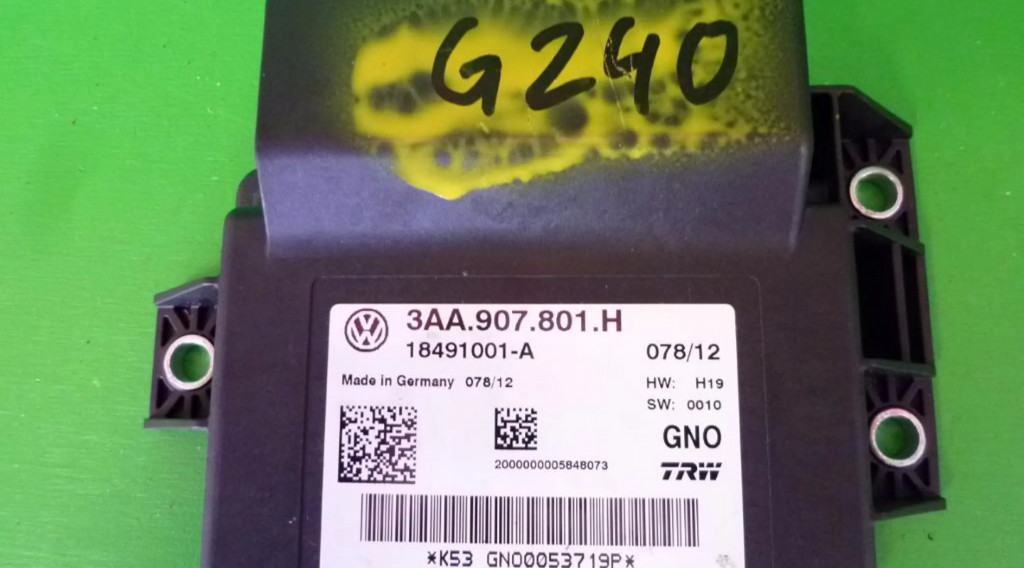 G240
3AA.907.801.H
18491001-A
078/12
Made in Germany 078/12
HW: H19
SW: 0010
GNO
2000000005848073
TRW
*K53 GNO00053719P*